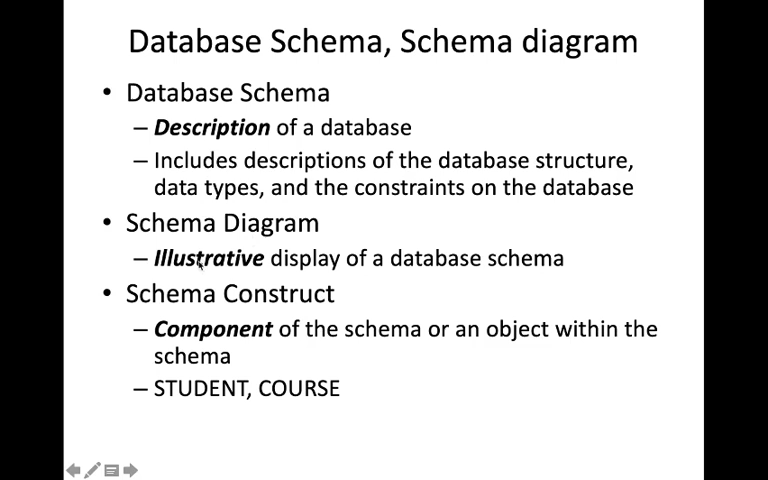 Database Schema, Schema diagram
• Database Schema
– Description of a database
– Includes descriptions of the database structure,
data types, and the constraints on the database
• Schema Diagram
– Illustrative display of a database schema
• Schema Construct
– Component of the schema or an object within the
schema
– STUDENT, COURSE